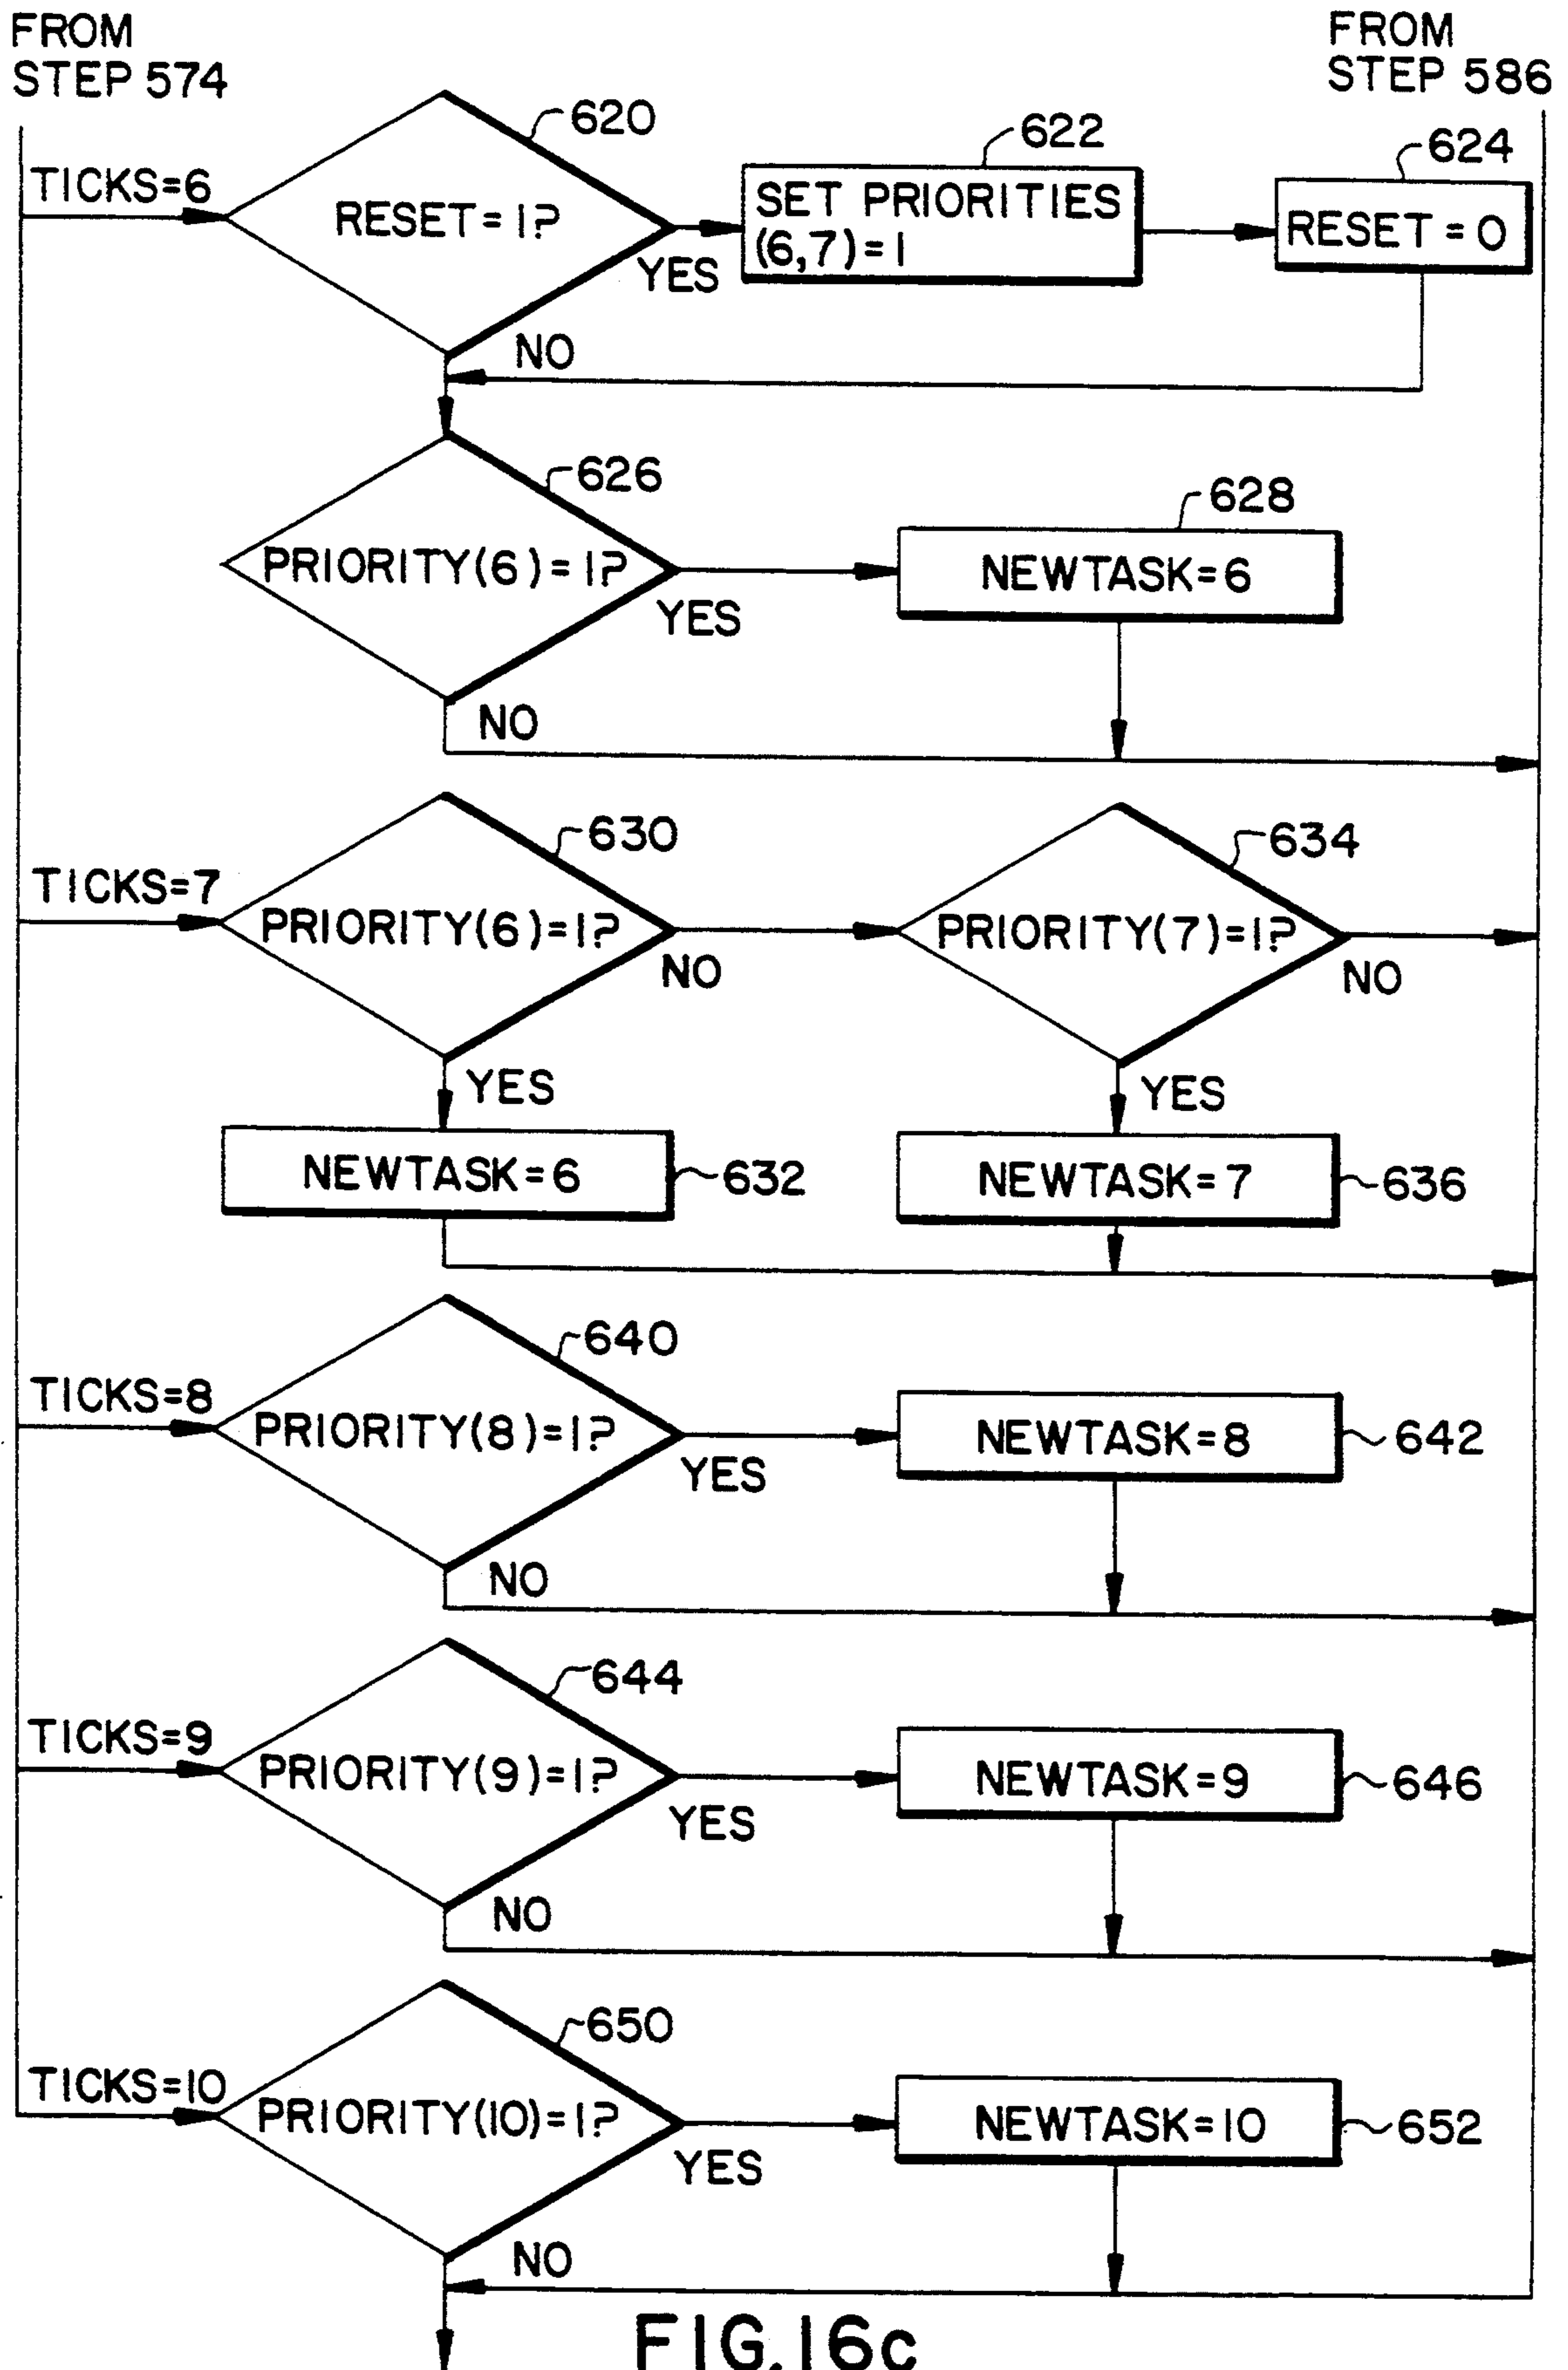 FROM
STEP 574
FROM
STEP 586
620
622
624
TICKS=6
RESET=1?
SET PRIORITIES
(6,7)=1
RESET=0
YES
NO
626
628
PRIORITY(6)=1?
NEWTASK=6
YES
NO
630
634
TICKS=7
PRIORITY(6)=1?
PRIORITY(7)=1?
NO
NO
YES
YES
NEWTASK=6
632
NEWTASK=7
636
640
TICKS=8
PRIORITY(8)=1?
NEWTASK=8
642
YES
NO
644
TICKS=9
PRIORITY(9)=1?
NEWTASK=9
646
YES
NO
650
TICKS=10
PRIORITY(10)=1?
NEWTASK=10
652
YES
NO
FIG.16c